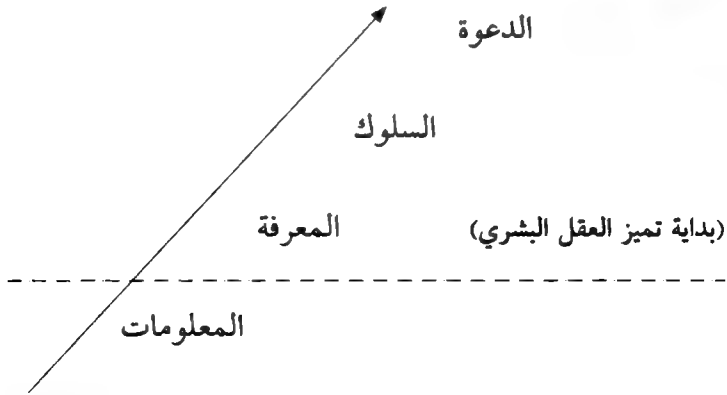 الدعوة
السلوك
المعرفة (بداية تميز العقل البشري)
المعلومات